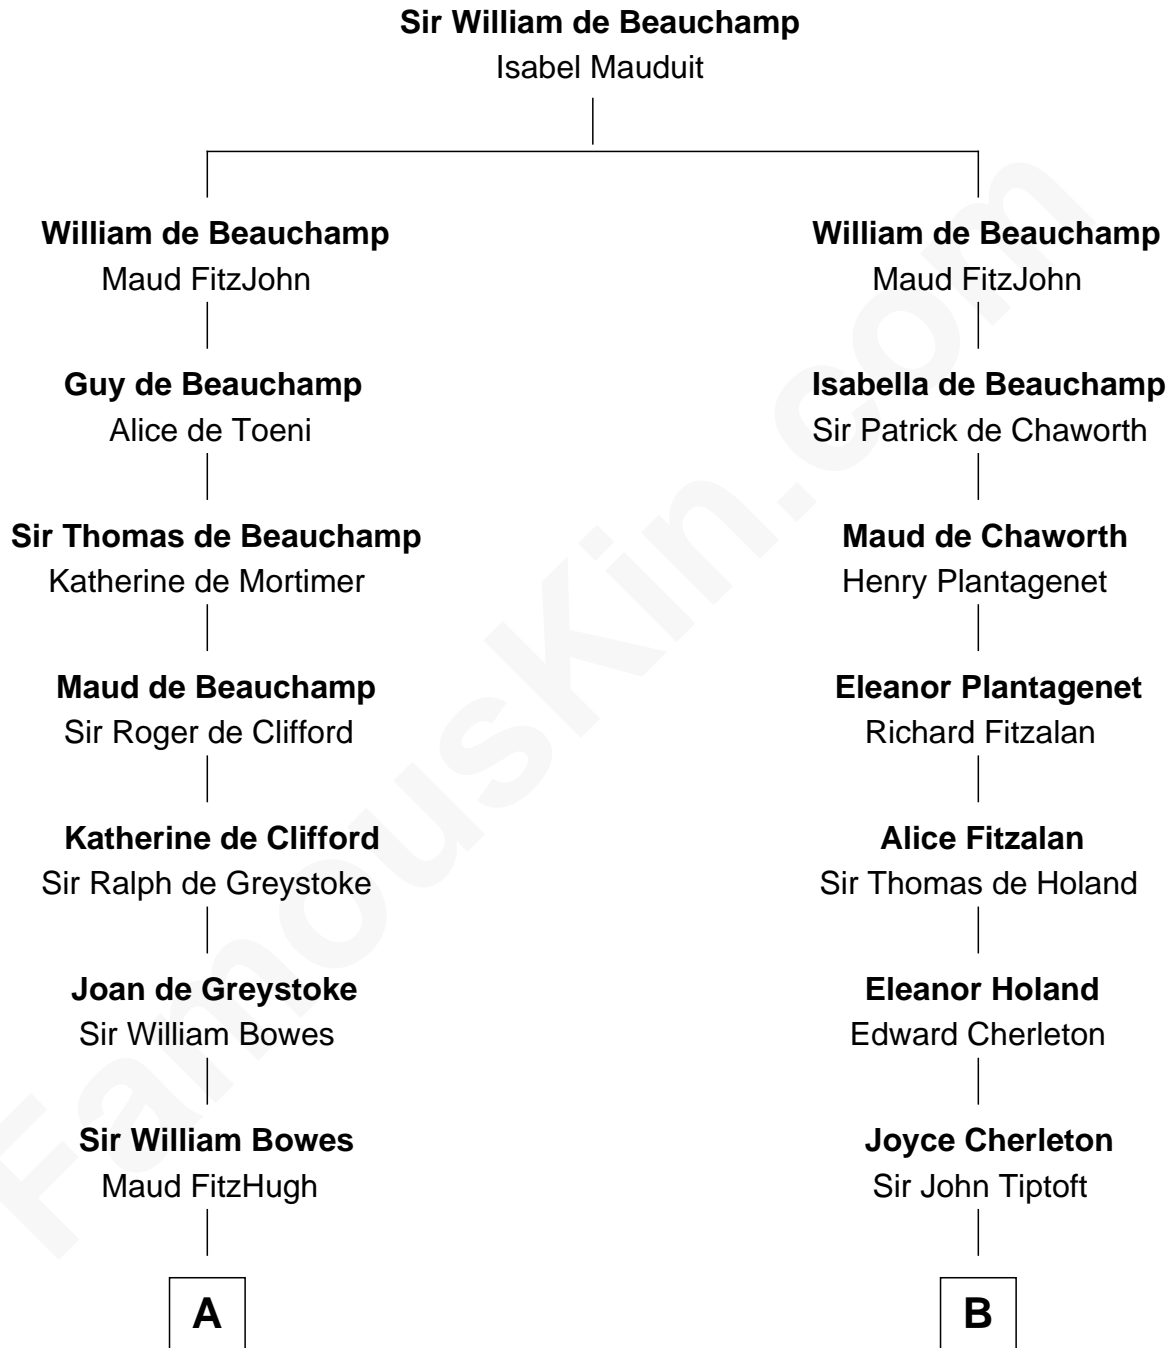 Sir William de Beauchamp
Isabel Mauduit
William de Beauchamp
Maud FitzJohn
Guy de Beauchamp
Alice de Toeni
Sir Thomas de Beauchamp
Katherine de Mortimer
Maud de Beauchamp
Sir Roger de Clifford
Katherine de Clifford
Sir Ralph de Greystoke
Joan de Greystoke
Sir William Bowes
Sir William Bowes
Maud FitzHugh
A
William de Beauchamp
Maud FitzJohn
Isabella de Beauchamp
Sir Patrick de Chaworth
Maud de Chaworth
Henry Plantagenet
Eleanor Plantagenet
Richard Fitzalan
Alice Fitzalan
Sir Thomas de Holand
Eleanor Holand
Edward Cherleton
Joyce Cherleton
Sir John Tiptoft
B
FamousKin.com